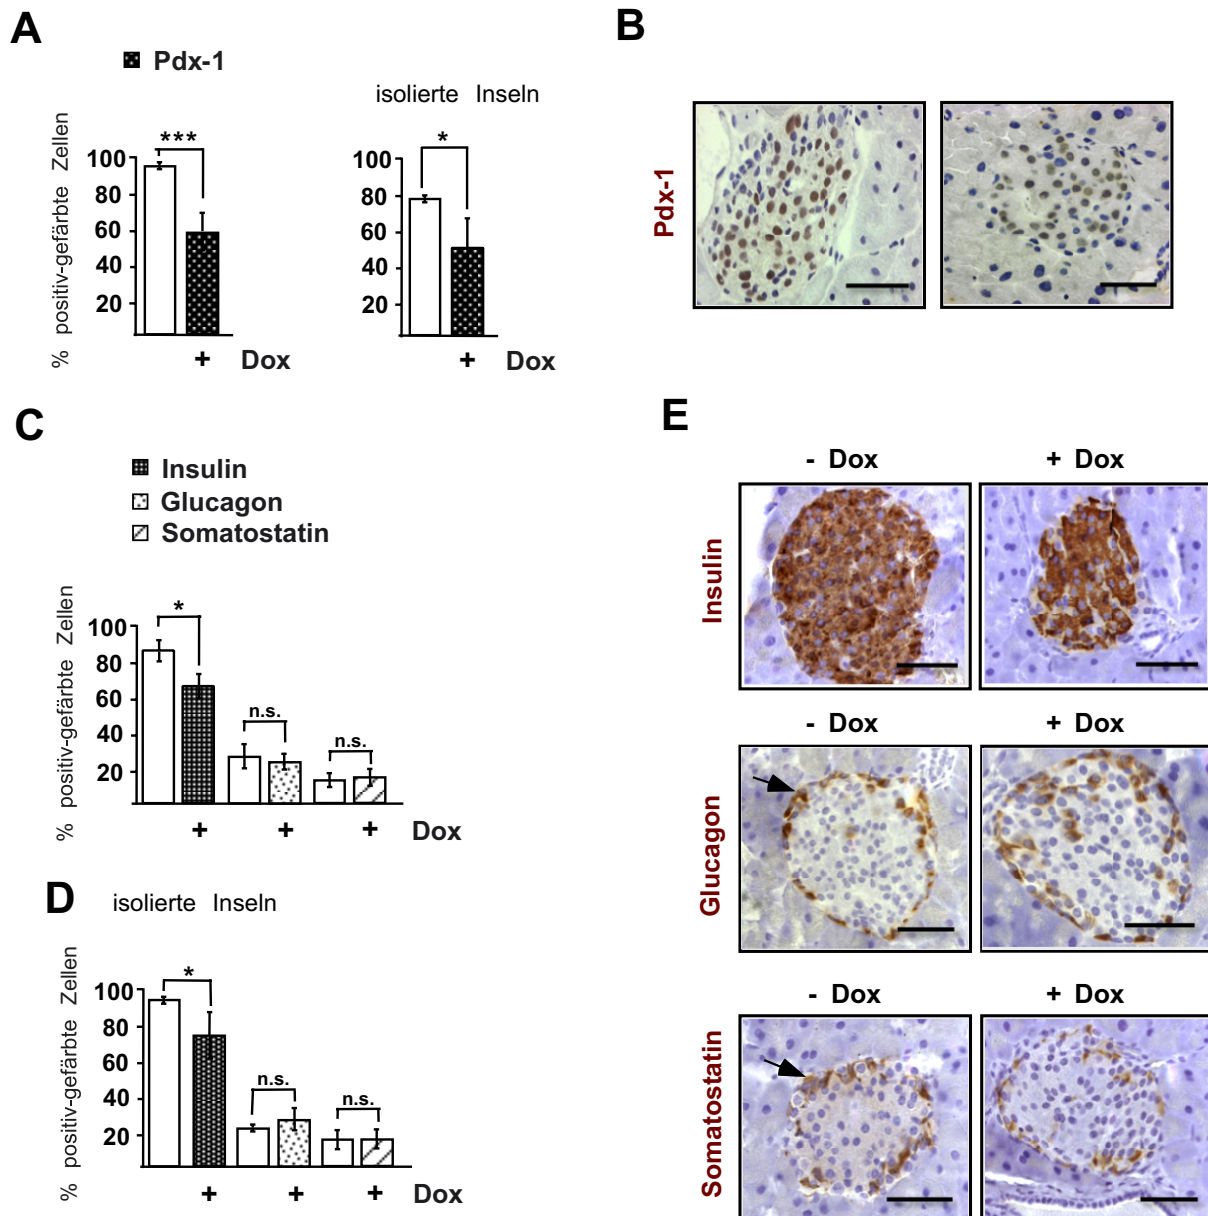 A
Pdx-1
isolierte Inseln
% positiv-gefärbte Zellen
***
*
100
80
60
40
20
100
80
60
40
20
+ Dox
+ Dox
B
Pdx-1
C
Insulin
Glucagon
Somatostatin
% positiv-gefärbte Zellen
*
n.s.
n.s.
100
80
60
40
20
+ + + Dox
D
isolierte Inseln
% positiv-gefärbte Zellen
*
n.s.
n.s.
100
80
60
40
20
+ + + Dox
E
- Dox
+ Dox
Insulin
- Dox
+ Dox
Glucagon
- Dox
+ Dox
Somatostatin